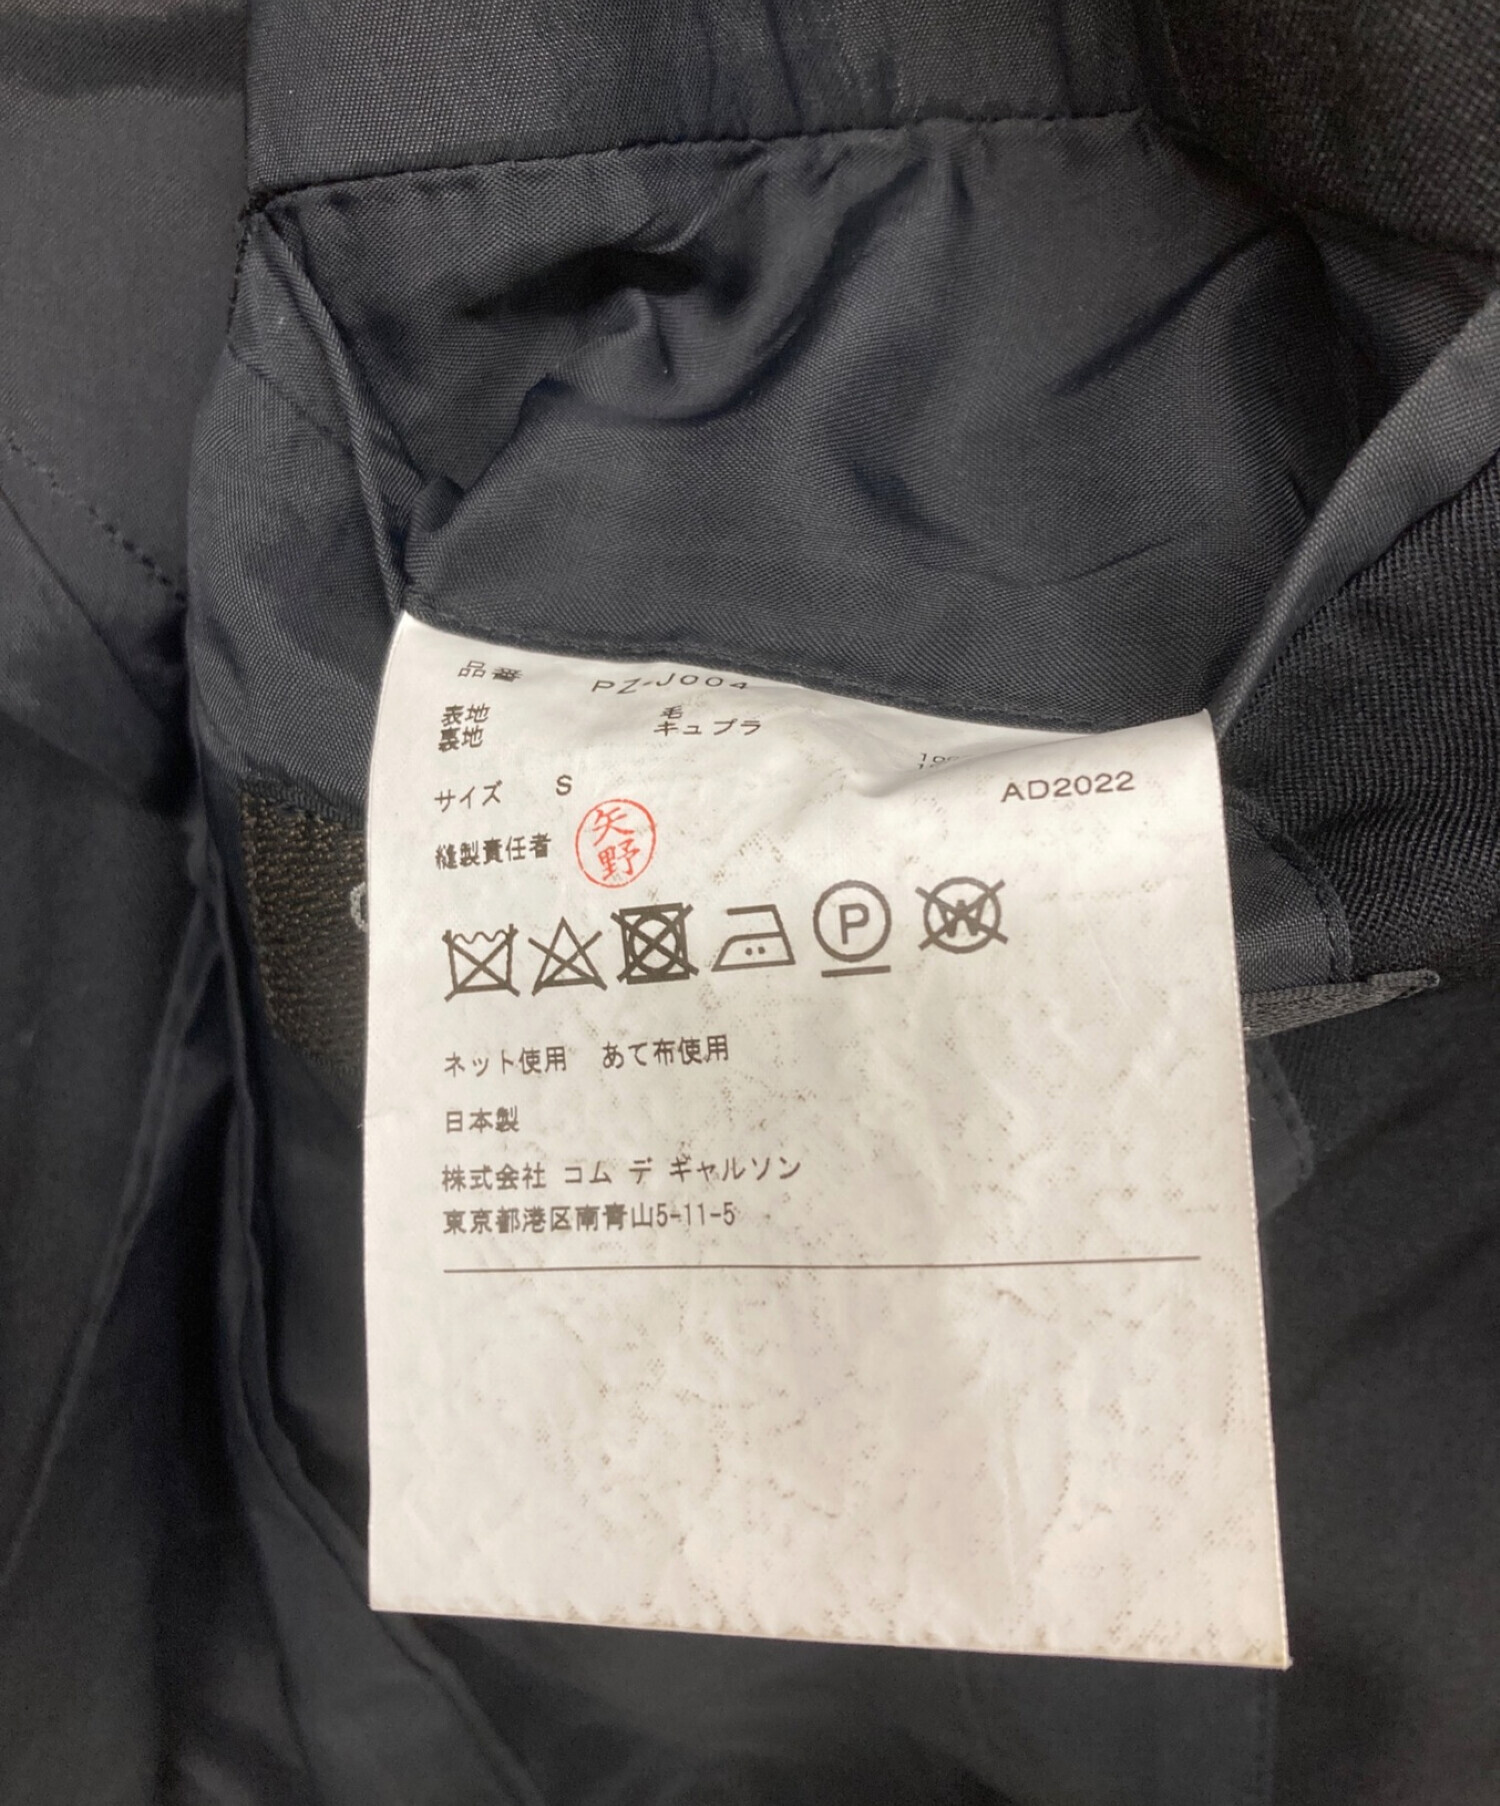 品番 PZ-J004
表地 毛
裏地 キュプラ
サイズ S
AD2022
縫製責任者 矢野
P
W
ネット使用 あて布使用
日本製
株式会社 コム デ ギャルソン
東京都港区南青山5-11-5